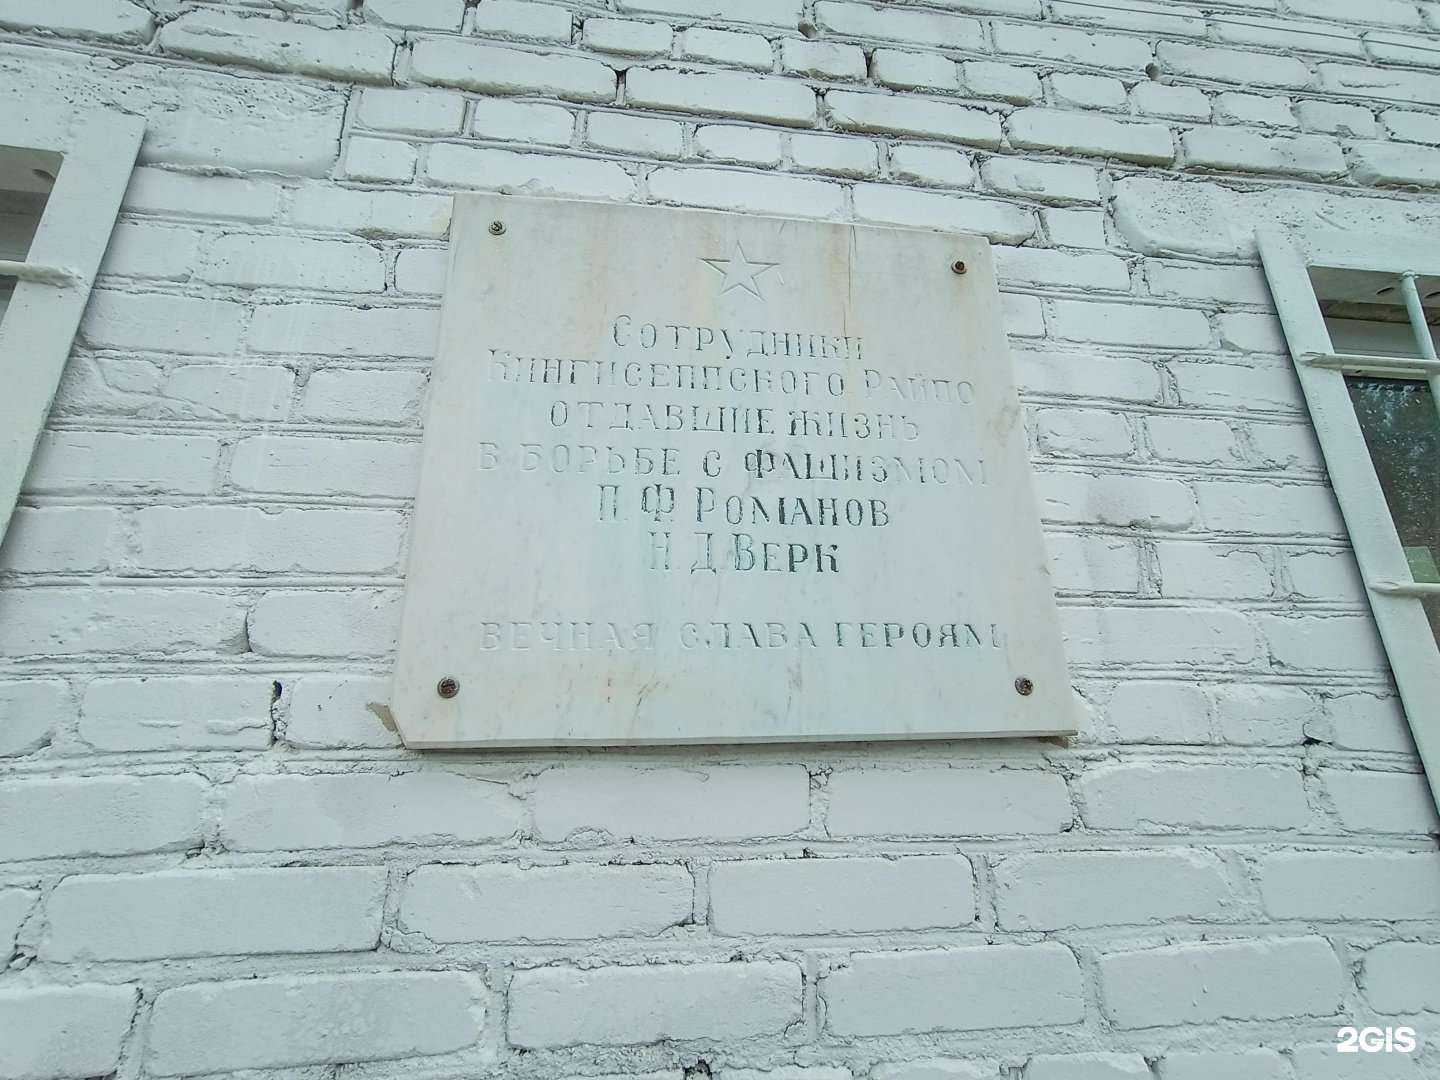 Сотрудники
Кингисеппского Райпо
отдавшие жизнь
в борьбе с фашизмом
П. Ф. Романов
Н. Д. Верк
Вечная слава героям
2GIS